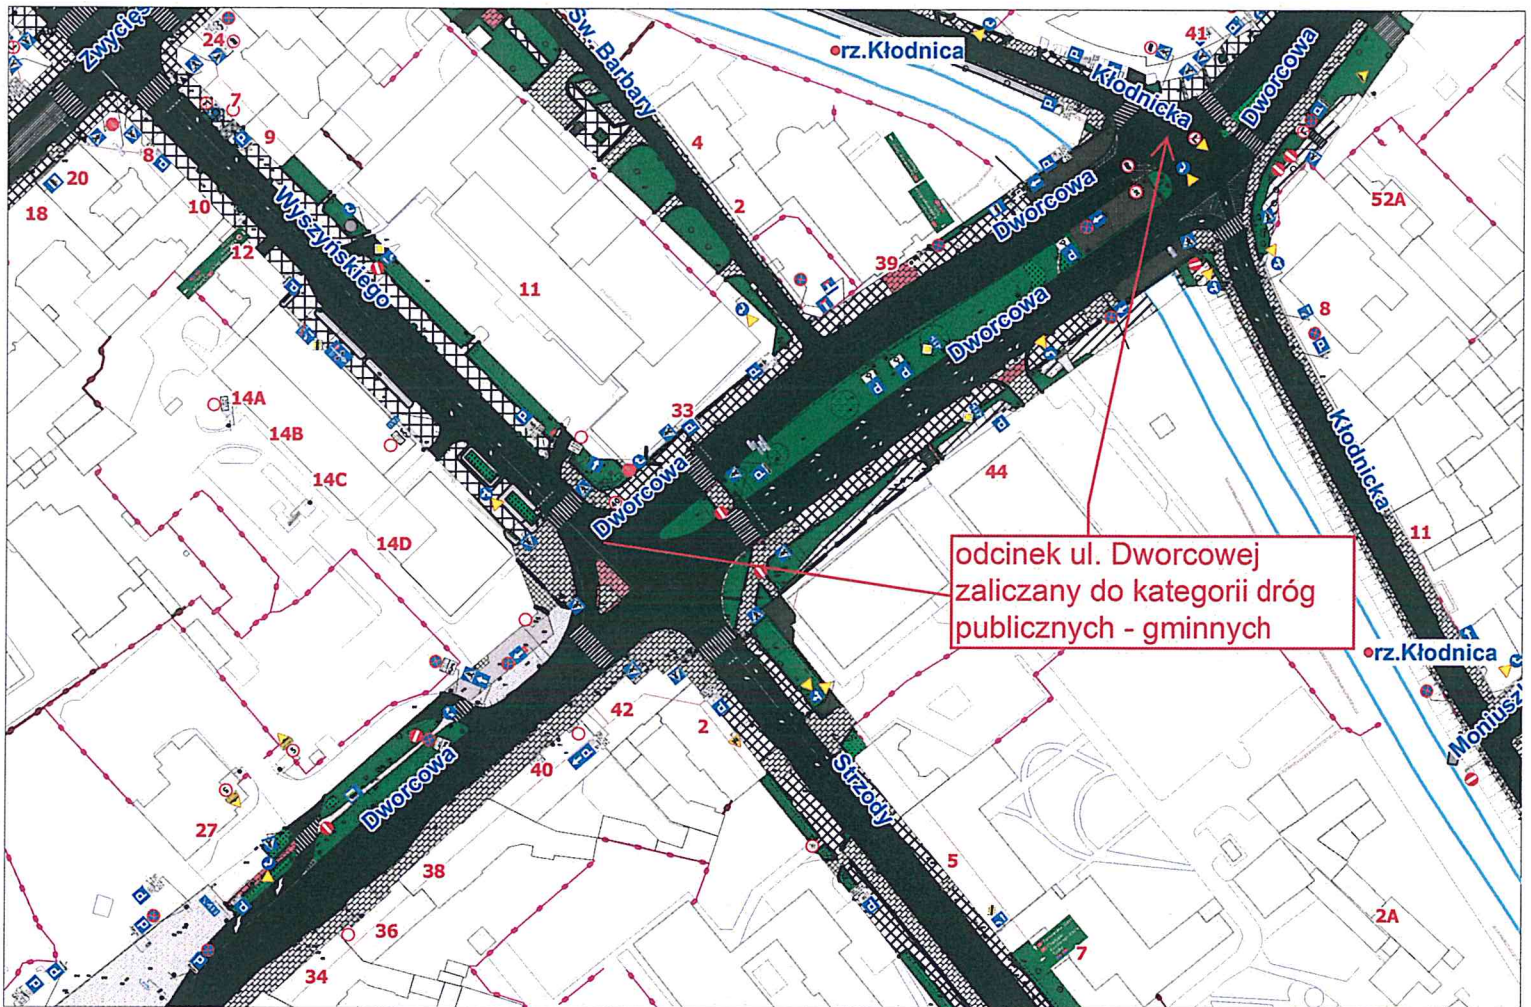 Zwycięs
24
7
9
8
20
18
10
12
Wyszyńskiego
Św. Barbary
4
2
11
rz.Kłodnica
41
Kłodnicka
Dworcowa
52A
Dworcowa
39
Dworcowa
8
Kłodnicka
14A
14B
14C
14D
33
Dworcowa
44
11
odcinek ul. Dworcowej
zaliczany do kategorii dróg
publicznych - gminnych
rz.Kłodnica
Moniusz
42
2
40
Strzody
Dworcowa
27
38
5
36
34
7
2A